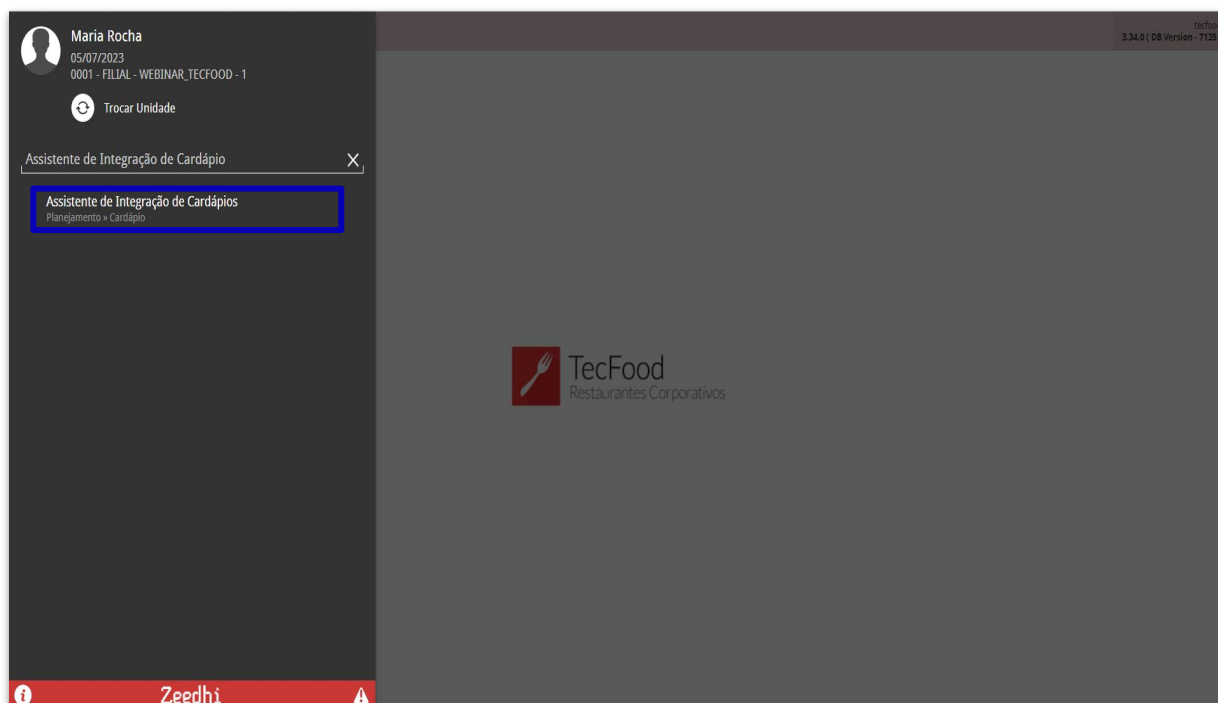 Maria Rocha
05/07/2023
0001 - FILIAL - WEBINAR_TECFOOD - 1
Trocar Unidade
Assistente de Integração de Cardápio
Assistente de Integração de Cardápios
Planejamento » Cardápio
tecfoo
3.34.0 ( DB Version - 7135
TecFood
Restaurantes Corporativos
Zeedhi